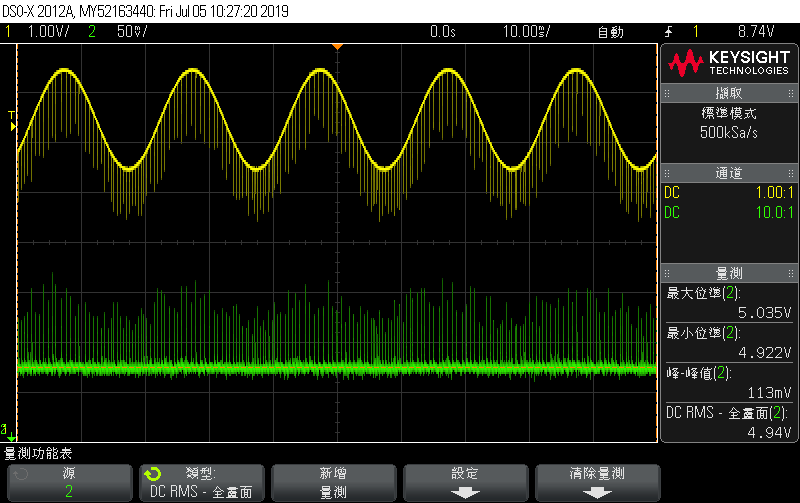 DSO-X 2012A, MY52163440: Fri Jul 05 10:27:20 2019
1 1.00V/ 2 50%/ 0.0s 10.00%/ 自動 1 8.74V
KEYSIGHT
TECHNOLOGIES
擷取
標準模式
500kSa/s
通道
DC 1.00:1
DC 10.0:1
量測
最大位準(2):
5.035V
最小位準(2):
4.922V
峰-峰值(2):
113mV
DC RMS - 全畫面(2):
4.94V
T
2
量測功能表
源
2
類型:
DC RMS - 全畫面
新增
量測
設定
清除量測